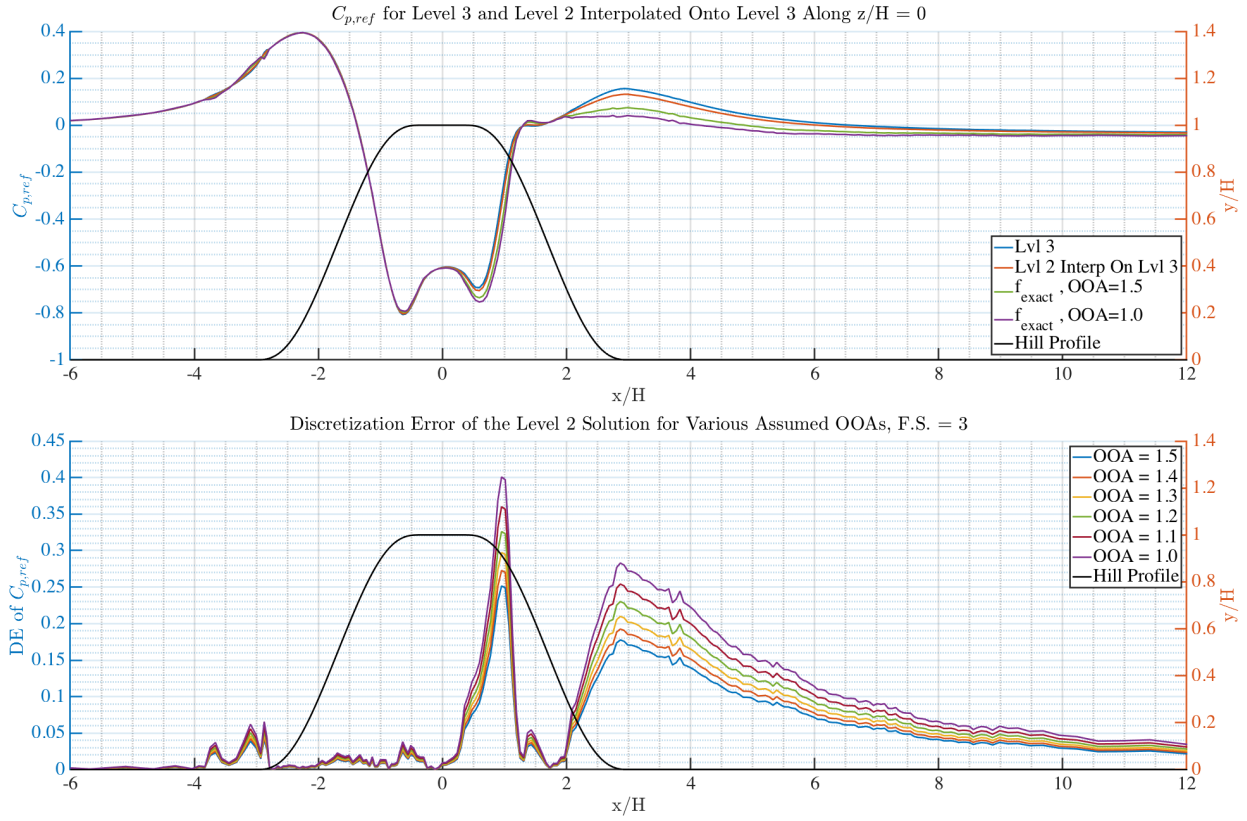 C_{p,ref} for Level 3 and Level 2 Interpolated Onto Level 3 Along z/H = 0
0.4
0.2
0
-0.2
-0.4
-0.6
-0.8
-1
C_{p,ref}
1.4
1.2
1
0.8
0.6
0.4
0.2
0
y/H
Lvl 3
Lvl 2 Interp On Lvl 3
f_{exact} , OOA=1.5
f_{exact} , OOA=1.0
Hill Profile
-6 -4 -2 0 2 4 6 8 10 12
x/H
Discretization Error of the Level 2 Solution for Various Assumed OOAs, F.S. = 3
0.45
0.4
0.35
0.3
0.25
0.2
0.15
0.1
0.05
0
DE of C_{p,ref}
1.4
1.2
1
0.8
0.6
0.4
0.2
0
y/H
OOA = 1.5
OOA = 1.4
OOA = 1.3
OOA = 1.2
OOA = 1.1
OOA = 1.0
Hill Profile
-6 -4 -2 0 2 4 6 8 10 12
x/H